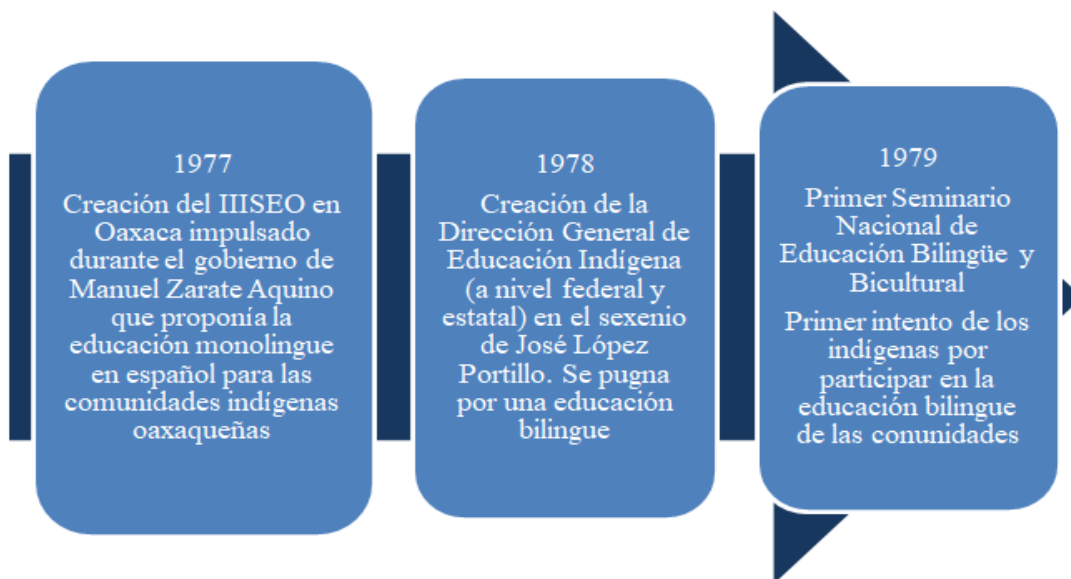 1977
Creación del IIISEO en
Oaxaca impulsado
durante el gobierno de
Manuel Zarate Aquino
que proponía la
educación monolingue
en español para las
comunidades indígenas
oaxaqueñas
1978
Creación de la
Dirección General de
Educación Indígena
(a nivel federal y
estatal) en el sexenio
de José López
Portillo. Se pugna
por una educación
bilingue
1979
Primer Seminario
Nacional de
Educación Bilingüe y
Bicultural
Primer intento de los
indígenas por
participar en la
educación bilingue
de las conunidades